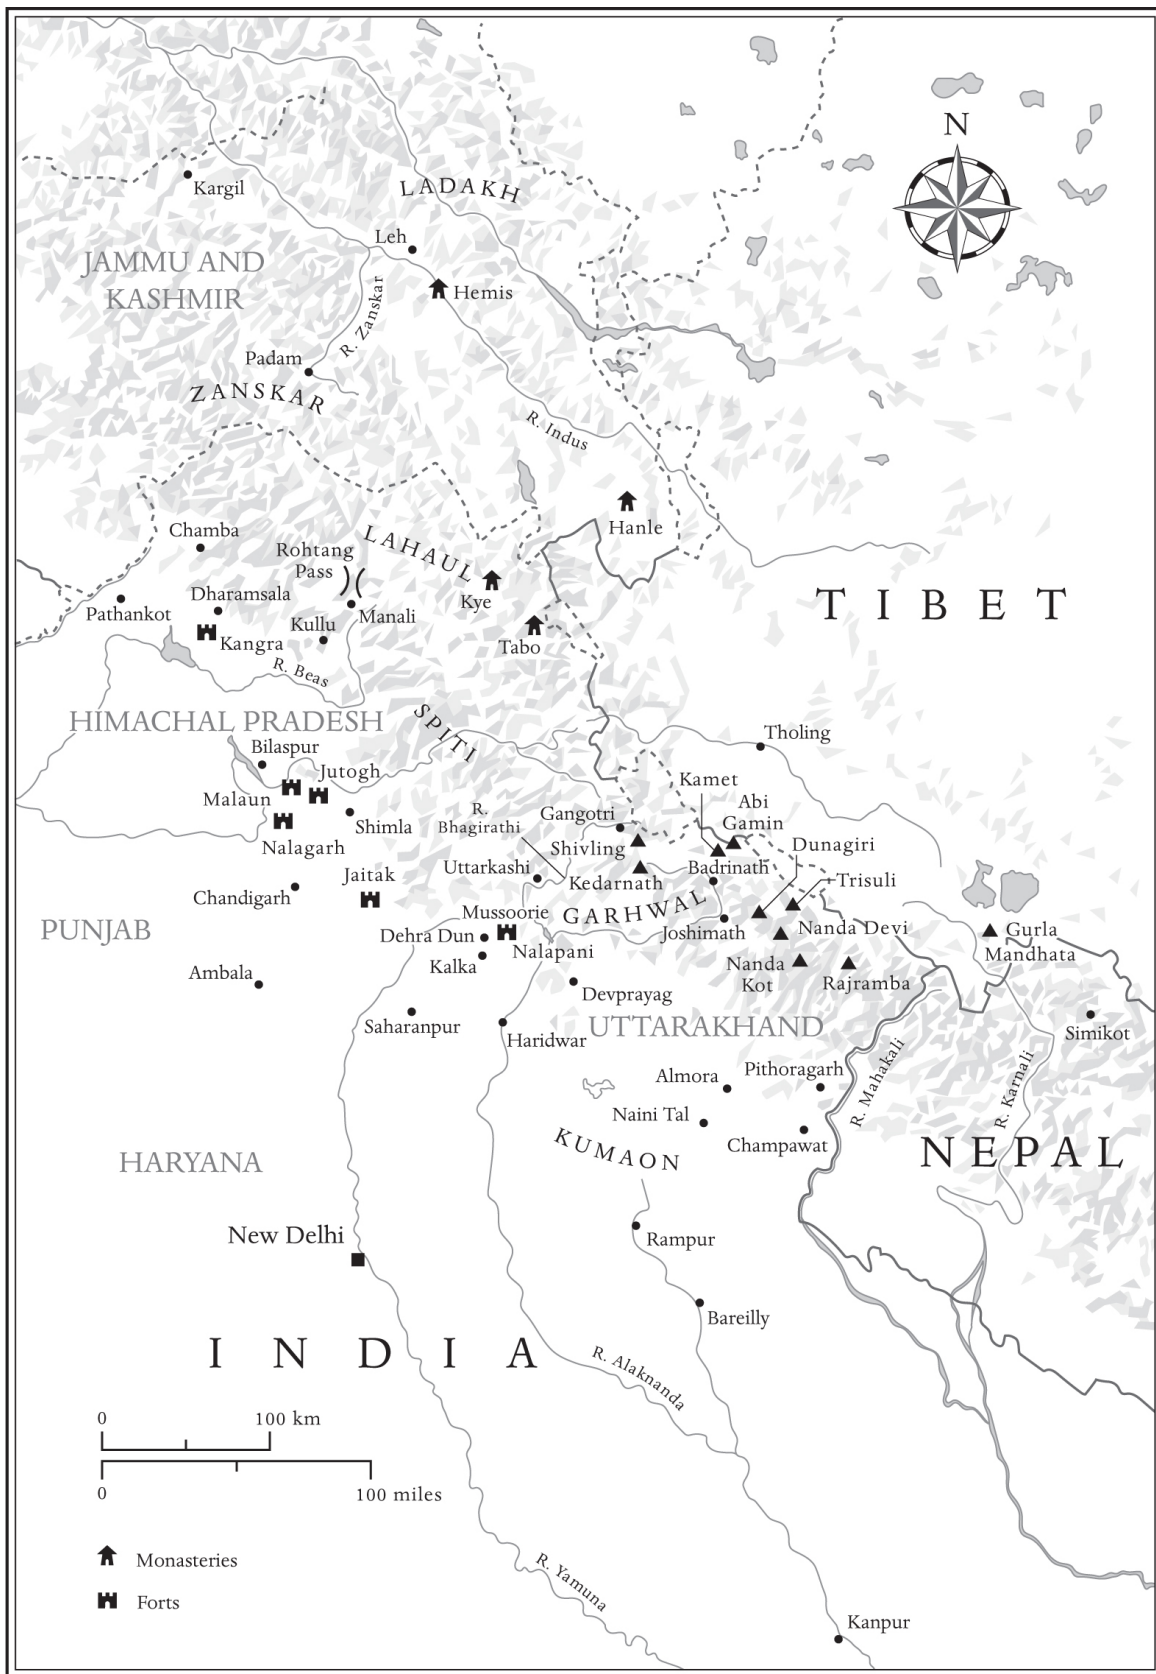 N
Kargil
LADAKH
Leh
JAMMU AND
KASHMIR
Hemis
R. Zanskar
Padam
ZANSKAR
R. Indus
Hanle
Chamba
LAHAUL
Rohtang
Pass
Kye
TIBET
Dharamsala
Pathankot
Manali
Kullu
Kangra
Tabo
R. Beas
HIMACHAL PRADESH
SPITI
Tholing
Bilaspur
Jutogh
Kamet
Malaun
Abi
Gamin
R.
Bhagirathi
Gangotri
Shimla
Nalagarh
Shivling
Dunagiri
Uttarkashi
Badrinath
Jaitak
Kedarnath
Trisuli
Chandigarh
GARHWAL
Mussoorie
PUNJAB
Joshimath
Nanda Devi
Gurla
Mandhata
Dehra Dun
Nalapani
Kalka
Nanda
Kot
Ambala
Rajramba
Devprayag
Saharanpur
UTTARAKHAND
Simikot
Haridwar
R. Mahakali
R. Karnali
Almora
Pithoragarh
Naini Tal
Champawat
KUMAON
NEPAL
HARYANA
New Delhi
Rampur
Bareilly
INDIA
R. Alaknanda
0 100 km
0 100 miles
Monasteries
R. Yamuna
Forts
Kanpur